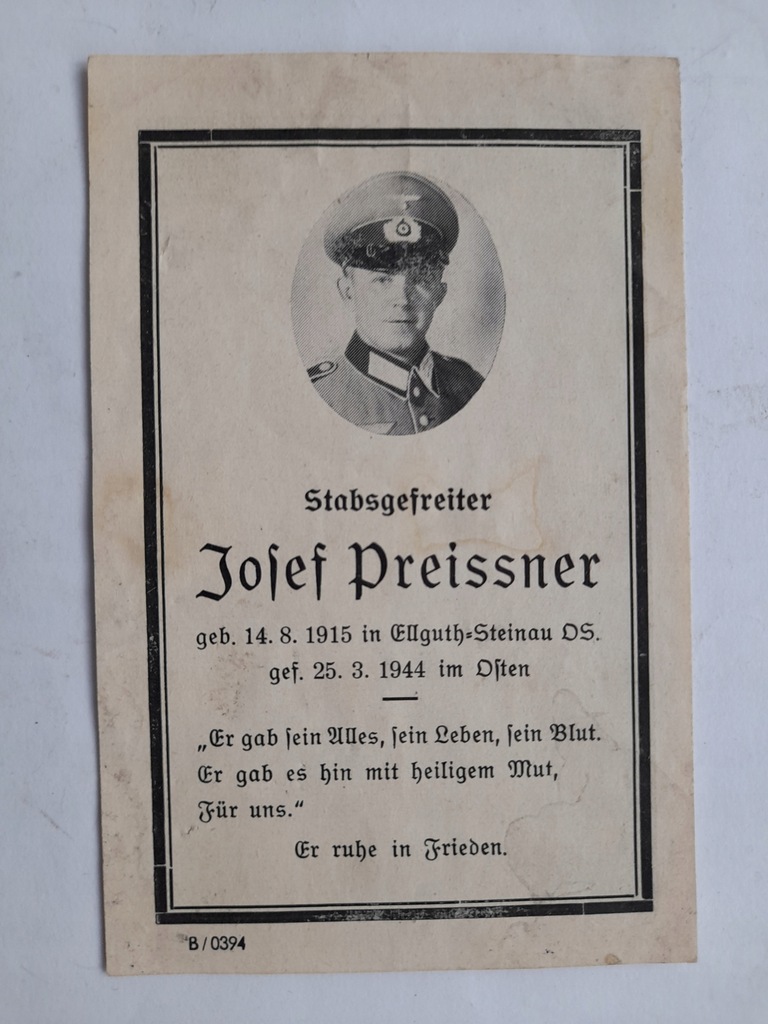 Stabsgefreiter
Josef Preissner
geb. 14. 8. 1915 in Ellguth-Steinau OS.
gef. 25. 3. 1944 im Osten
„Er gab sein Alles, sein Leben, sein Blut.
Er gab es hin mit heiligem Mut,
Für uns.“
Er ruhe in Frieden.
B/0394